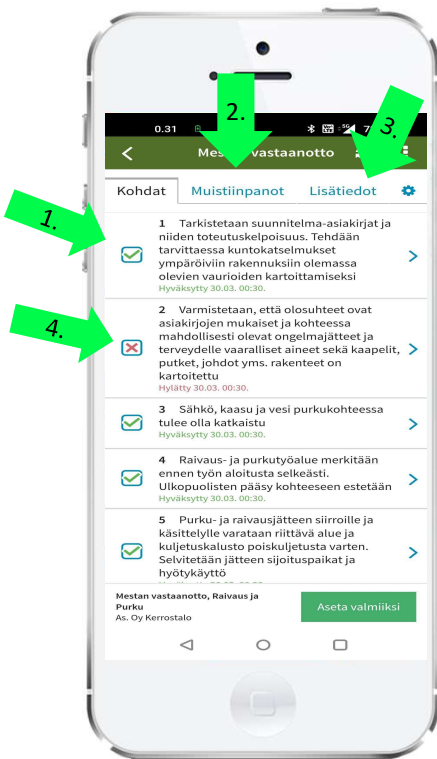 2.
3.
0.31
Kohdat
Muistiinpanot
Lisätiedot
1.
1 Tarkistetaan suunnitelma-asiakirjat ja
niiden toteutuskelpoisuus. Tehdään
tarvittaessa kuntokatselmukset
ympäröiviin rakennuksiin olemassa
olevien vaurioiden kartoittamiseksi
Hyväksytty 30.03. 00:30.
4.
2 Varmistetaan, että olosuhteet ovat
asiakirjojen mukaiset ja kohteessa
mahdollisesti olevat ongelmajätteet ja
terveydelle vaaralliset aineet sekä kaapelit,
putket, johdot yms. rakenteet on
kartoitettu
Hylätty 30.03. 00:30.
3 Sähkö, kaasu ja vesi purkukohteessa
tulee olla katkaistu
Hyväksytty 30.03. 00:30.
4 Raivaus- ja purkutyöalue merkitään
ennen työn aloitusta selkeästi.
Ulkopuolisten pääsy kohteeseen estetään
Hyväksytty 30.03. 00:30.
5 Purku- ja raivausjätteen siirroille ja
käsittelylle varataan riittävä alue ja
kuljetuskalusto poiskuljetusta varten.
Selvitetään jätteen sijoituspaikat ja
hyötykäyttö
Mestan vastaanotto, Raivaus ja
Purku
As. Oy Kerrostalo
Aseta valmiiksi